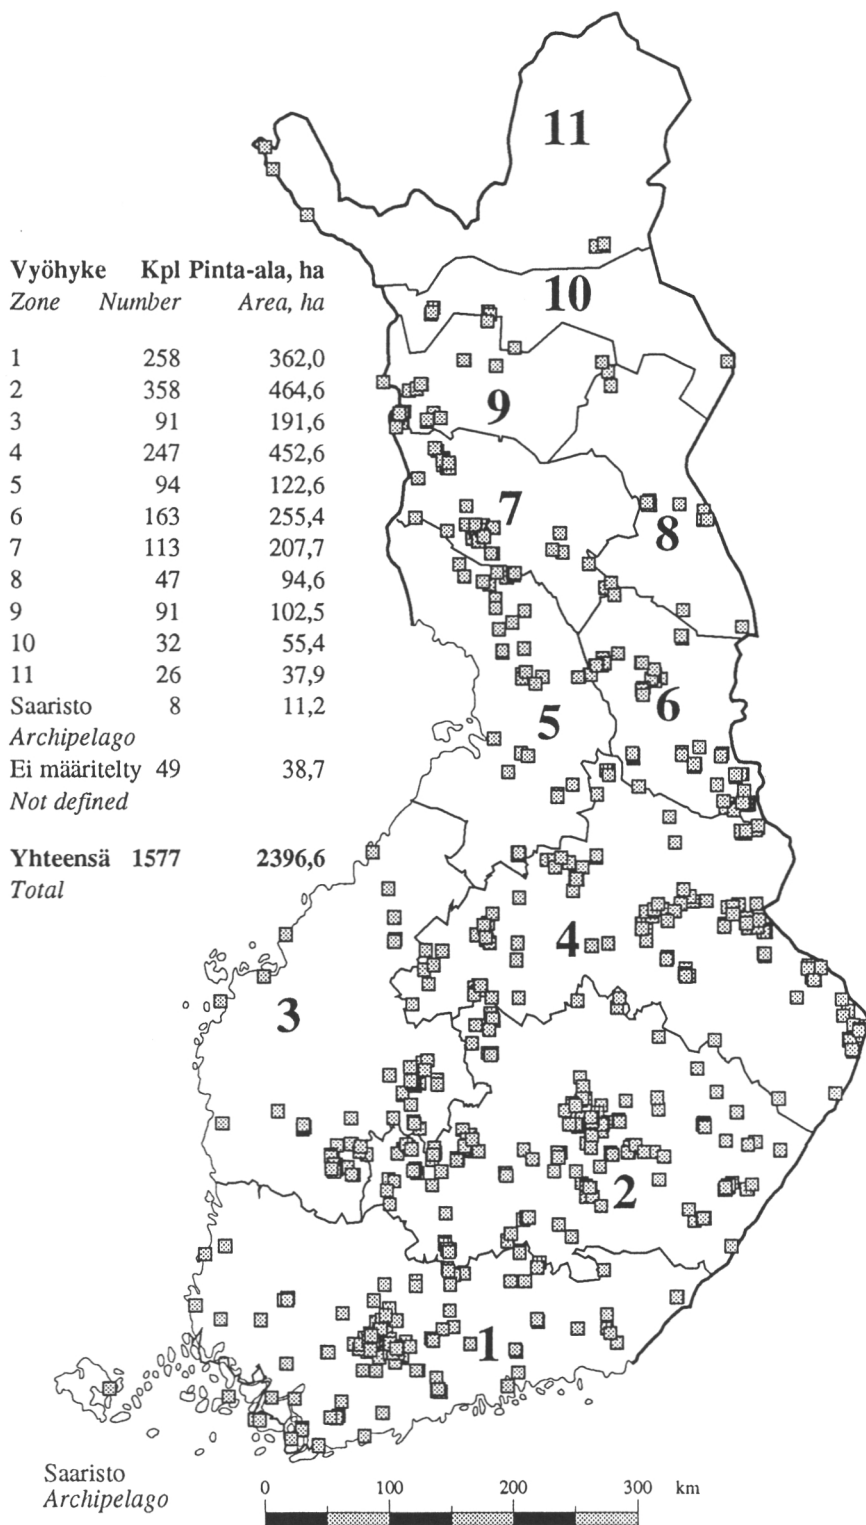 Vyöhyke Kpl Pinta-ala, ha
Zone Number Area, ha
1 258 362,0
2 358 464,6
3 91 191,6
4 247 452,6
5 94 122,6
6 163 255,4
7 113 207,7
8 47 94,6
9 91 102,5
10 32 55,4
11 26 37,9
Saaristo 8 11,2
Archipelago
Ei määritelty 49 38,7
Not defined
Yhteensä 1577 2396,6
Total
11
10
9
7
8
6
5
4
3
2
1
Saaristo
Archipelago
0 100 200 300 km